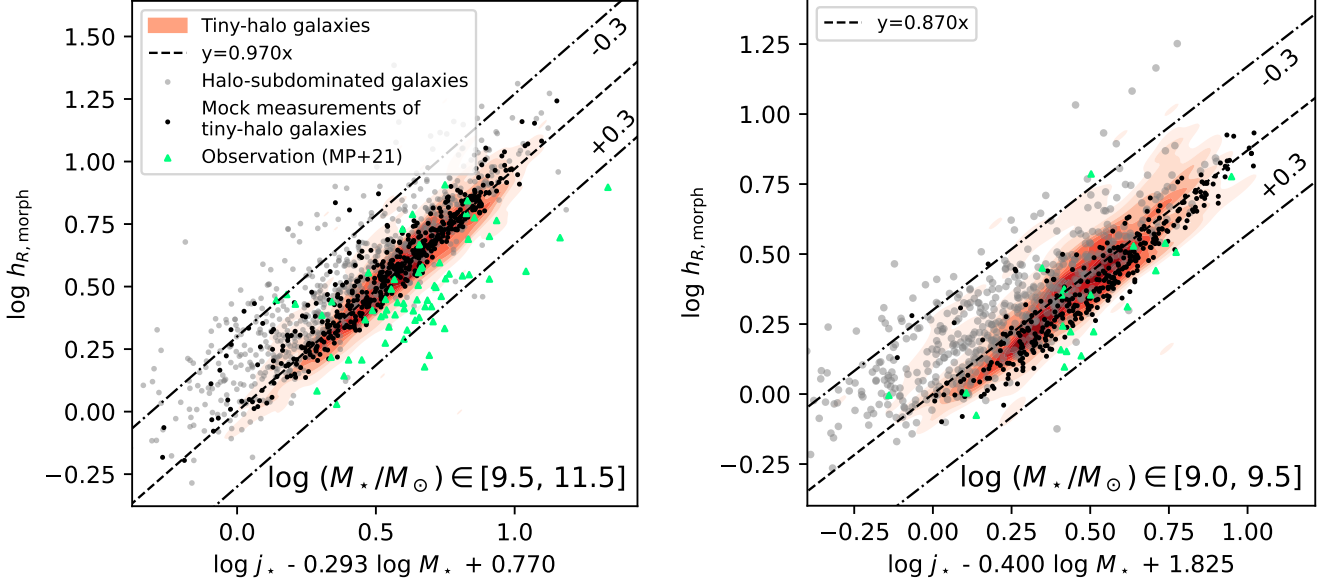 Tiny-halo galaxies
y=0.970x
Halo-subdominated galaxies
Mock measurements of
tiny-halo galaxies
Observation (MP+21)
-0.3
+0.3
1.50
1.25
1.00
0.75
0.50
0.25
0.00
−0.25
log h_{R, morph}
log (M⋆/M⊙) ∈ [9.5, 11.5]
0.0 0.5 1.0
log j⋆ - 0.293 log M⋆ + 0.770
y=0.870x
-0.3
+0.3
1.25
1.00
0.75
0.50
0.25
0.00
−0.25
log h_{R, morph}
log (M⋆/M⊙) ∈ [9.0, 9.5]
−0.25 0.00 0.25 0.50 0.75 1.00
log j⋆ - 0.400 log M⋆ + 1.825